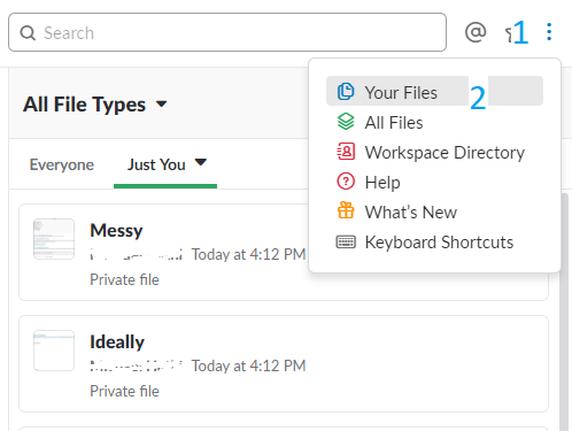 Search
@
1
Your Files
2
All Files
Workspace Directory
Help
What's New
Keyboard Shortcuts
All File Types
Everyone
Just You
Messy
Today at 4:12 PM
Private file
Ideally
Today at 4:12 PM
Private file